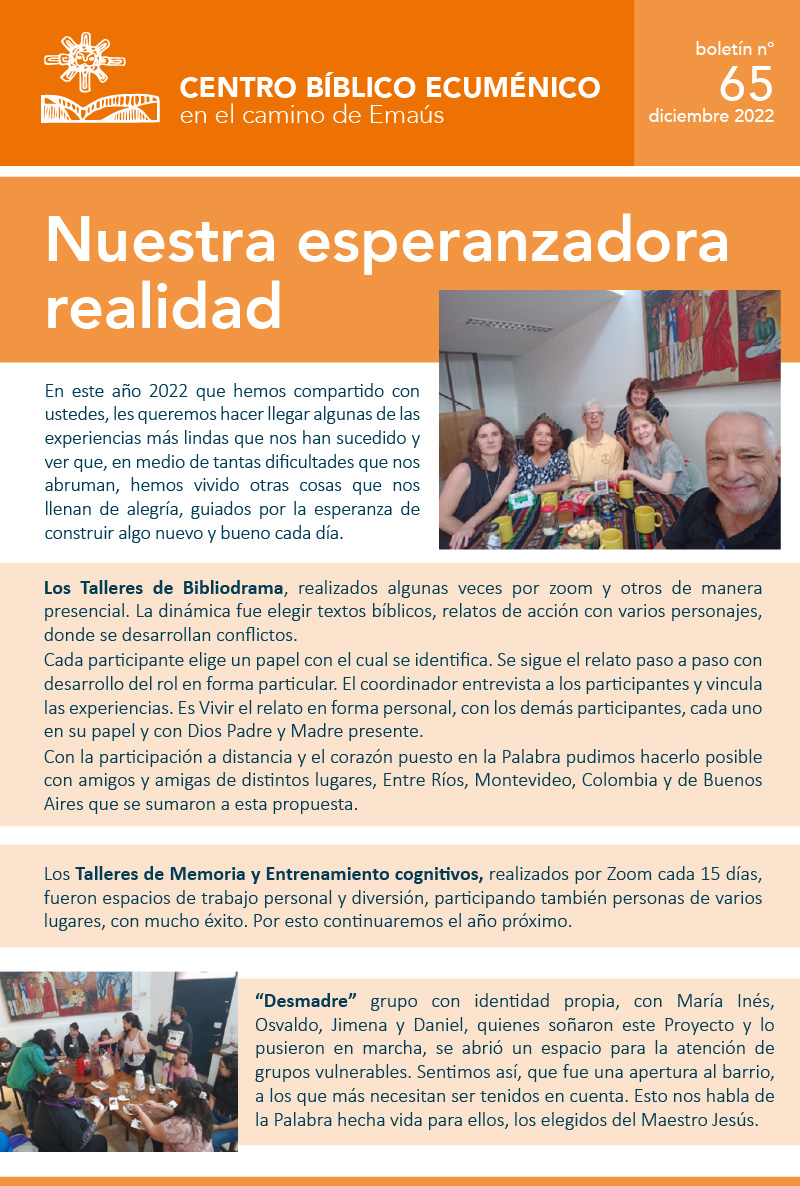 CENTRO BÍBLICO ECUMÉNICO
en el camino de Emaús
boletín nº
65
diciembre 2022
Nuestra esperanzadora
realidad
En este año 2022 que hemos compartido con
ustedes, les queremos hacer llegar algunas de las
experiencias más lindas que nos han sucedido y
ver que, en medio de tantas dificultades que nos
abruman, hemos vivido otras cosas que nos
llenan de alegría, guiados por la esperanza de
construir algo nuevo y bueno cada día.
Los Talleres de Bibliodrama, realizados algunas veces por zoom y otros de manera
presencial. La dinámica fue elegir textos bíblicos, relatos de acción con varios personajes,
donde se desarrollan conflictos.
Cada participante elige un papel con el cual se identifica. Se sigue el relato paso a paso con
desarrollo del rol en forma particular. El coordinador entrevista a los participantes y vincula
las experiencias. Es Vivir el relato en forma personal, con los demás participantes, cada uno
en su papel y con Dios Padre y Madre presente.
Con la participación a distancia y el corazón puesto en la Palabra pudimos hacerlo posible
con amigos y amigas de distintos lugares, Entre Ríos, Montevideo, Colombia y de Buenos
Aires que se sumaron a esta propuesta.
Los Talleres de Memoria y Entrenamiento cognitivos, realizados por Zoom cada 15 días,
fueron espacios de trabajo personal y diversión, participando también personas de varios
lugares, con mucho éxito. Por esto continuaremos el año próximo.
“Desmadre” grupo con identidad propia, con María Inés,
Osvaldo, Jimena y Daniel, quienes soñaron este Proyecto y lo
pusieron en marcha, se abrió un espacio para la atención de
grupos vulnerables. Sentimos así, que fue una apertura al barrio,
a los que más necesitan ser tenidos en cuenta. Esto nos habla de
la Palabra hecha vida para ellos, los elegidos del Maestro Jesús.